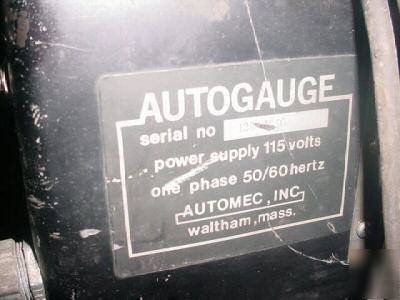 AUTOGAUGE
serial no
power supply 115 volts
one phase 50/60 hertz
AUTOMEC, INC
waltham, mass.